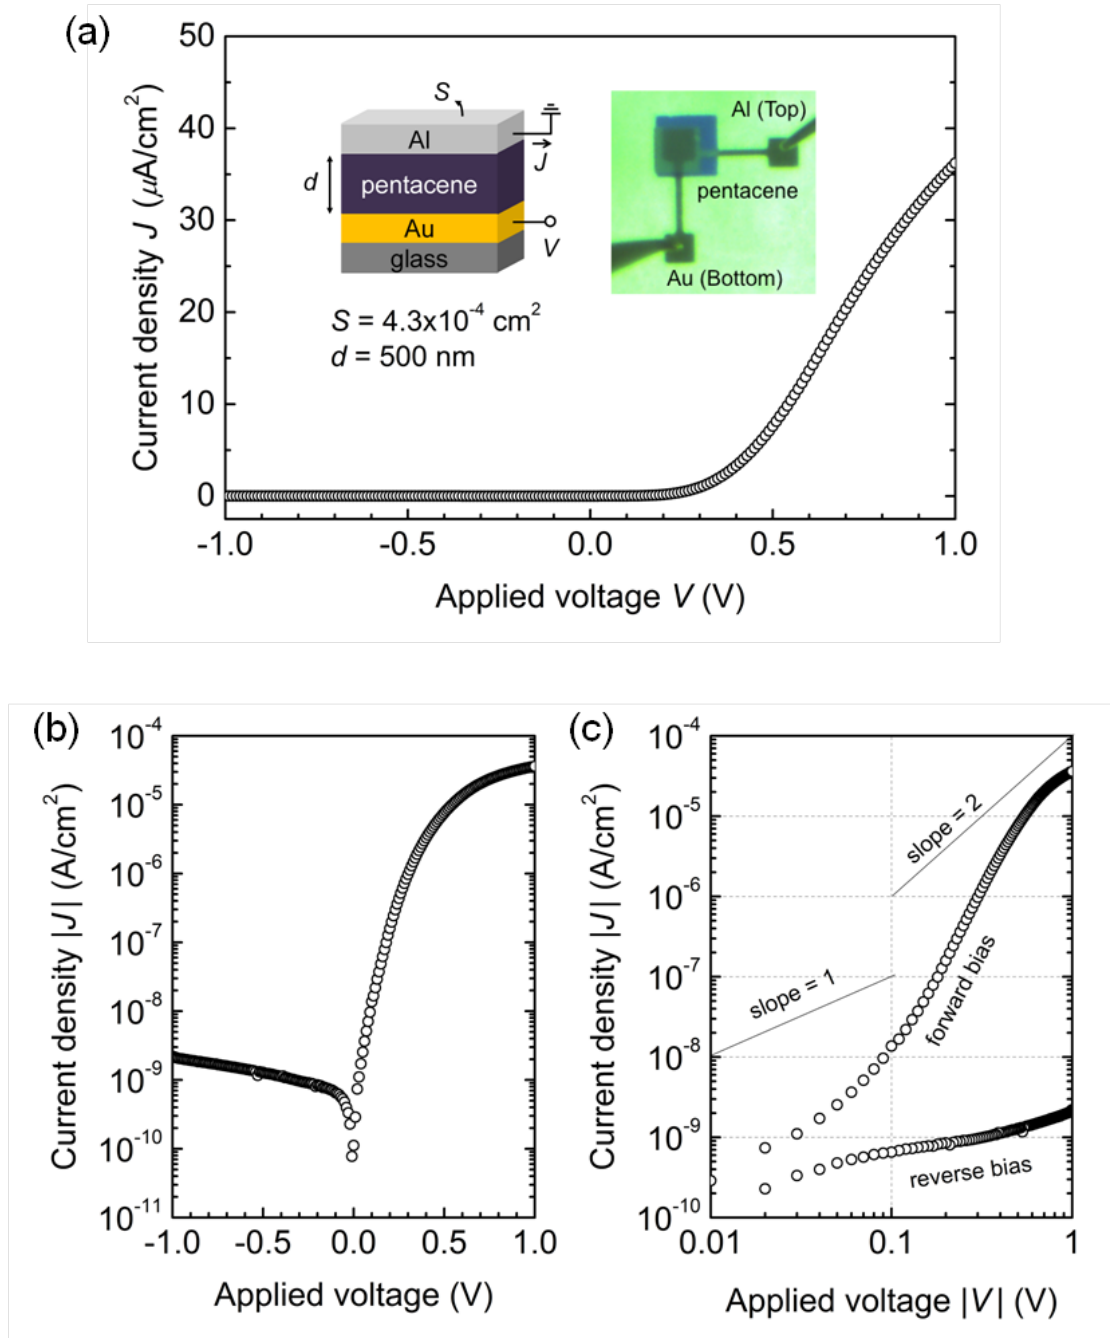 (a)
50
40
30
20
10
0
Current density J (μA/cm²)
-1.0
-0.5
0.0
0.5
1.0
Applied voltage V (V)
S
Al
J
d
pentacene
Au
V
glass
S = 4.3x10⁻⁴ cm²
d = 500 nm
Al (Top)
pentacene
Au (Bottom)
(b)
10⁻⁴
10⁻⁵
10⁻⁶
10⁻⁷
10⁻⁸
10⁻⁹
10⁻¹⁰
10⁻¹¹
Current density |J| (A/cm²)
-1.0
-0.5
0.0
0.5
1.0
Applied voltage (V)
(c)
10⁻⁴
10⁻⁵
10⁻⁶
10⁻⁷
10⁻⁸
10⁻⁹
10⁻¹⁰
Current density |J| (A/cm²)
slope = 2
slope = 1
forward bias
reverse bias
0.01
0.1
1
Applied voltage |V| (V)